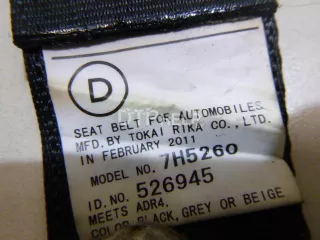 D
SEAT BELT FOR AUTOMOBILES
MFD.BY TOKAI RIKA CO., LTD.
IN FEBRUARY 2011
MODEL NO. 7H5260
ID.NO. 526945
MEETS ADR4.
COLOR BLACK, GREY OR BEIGE